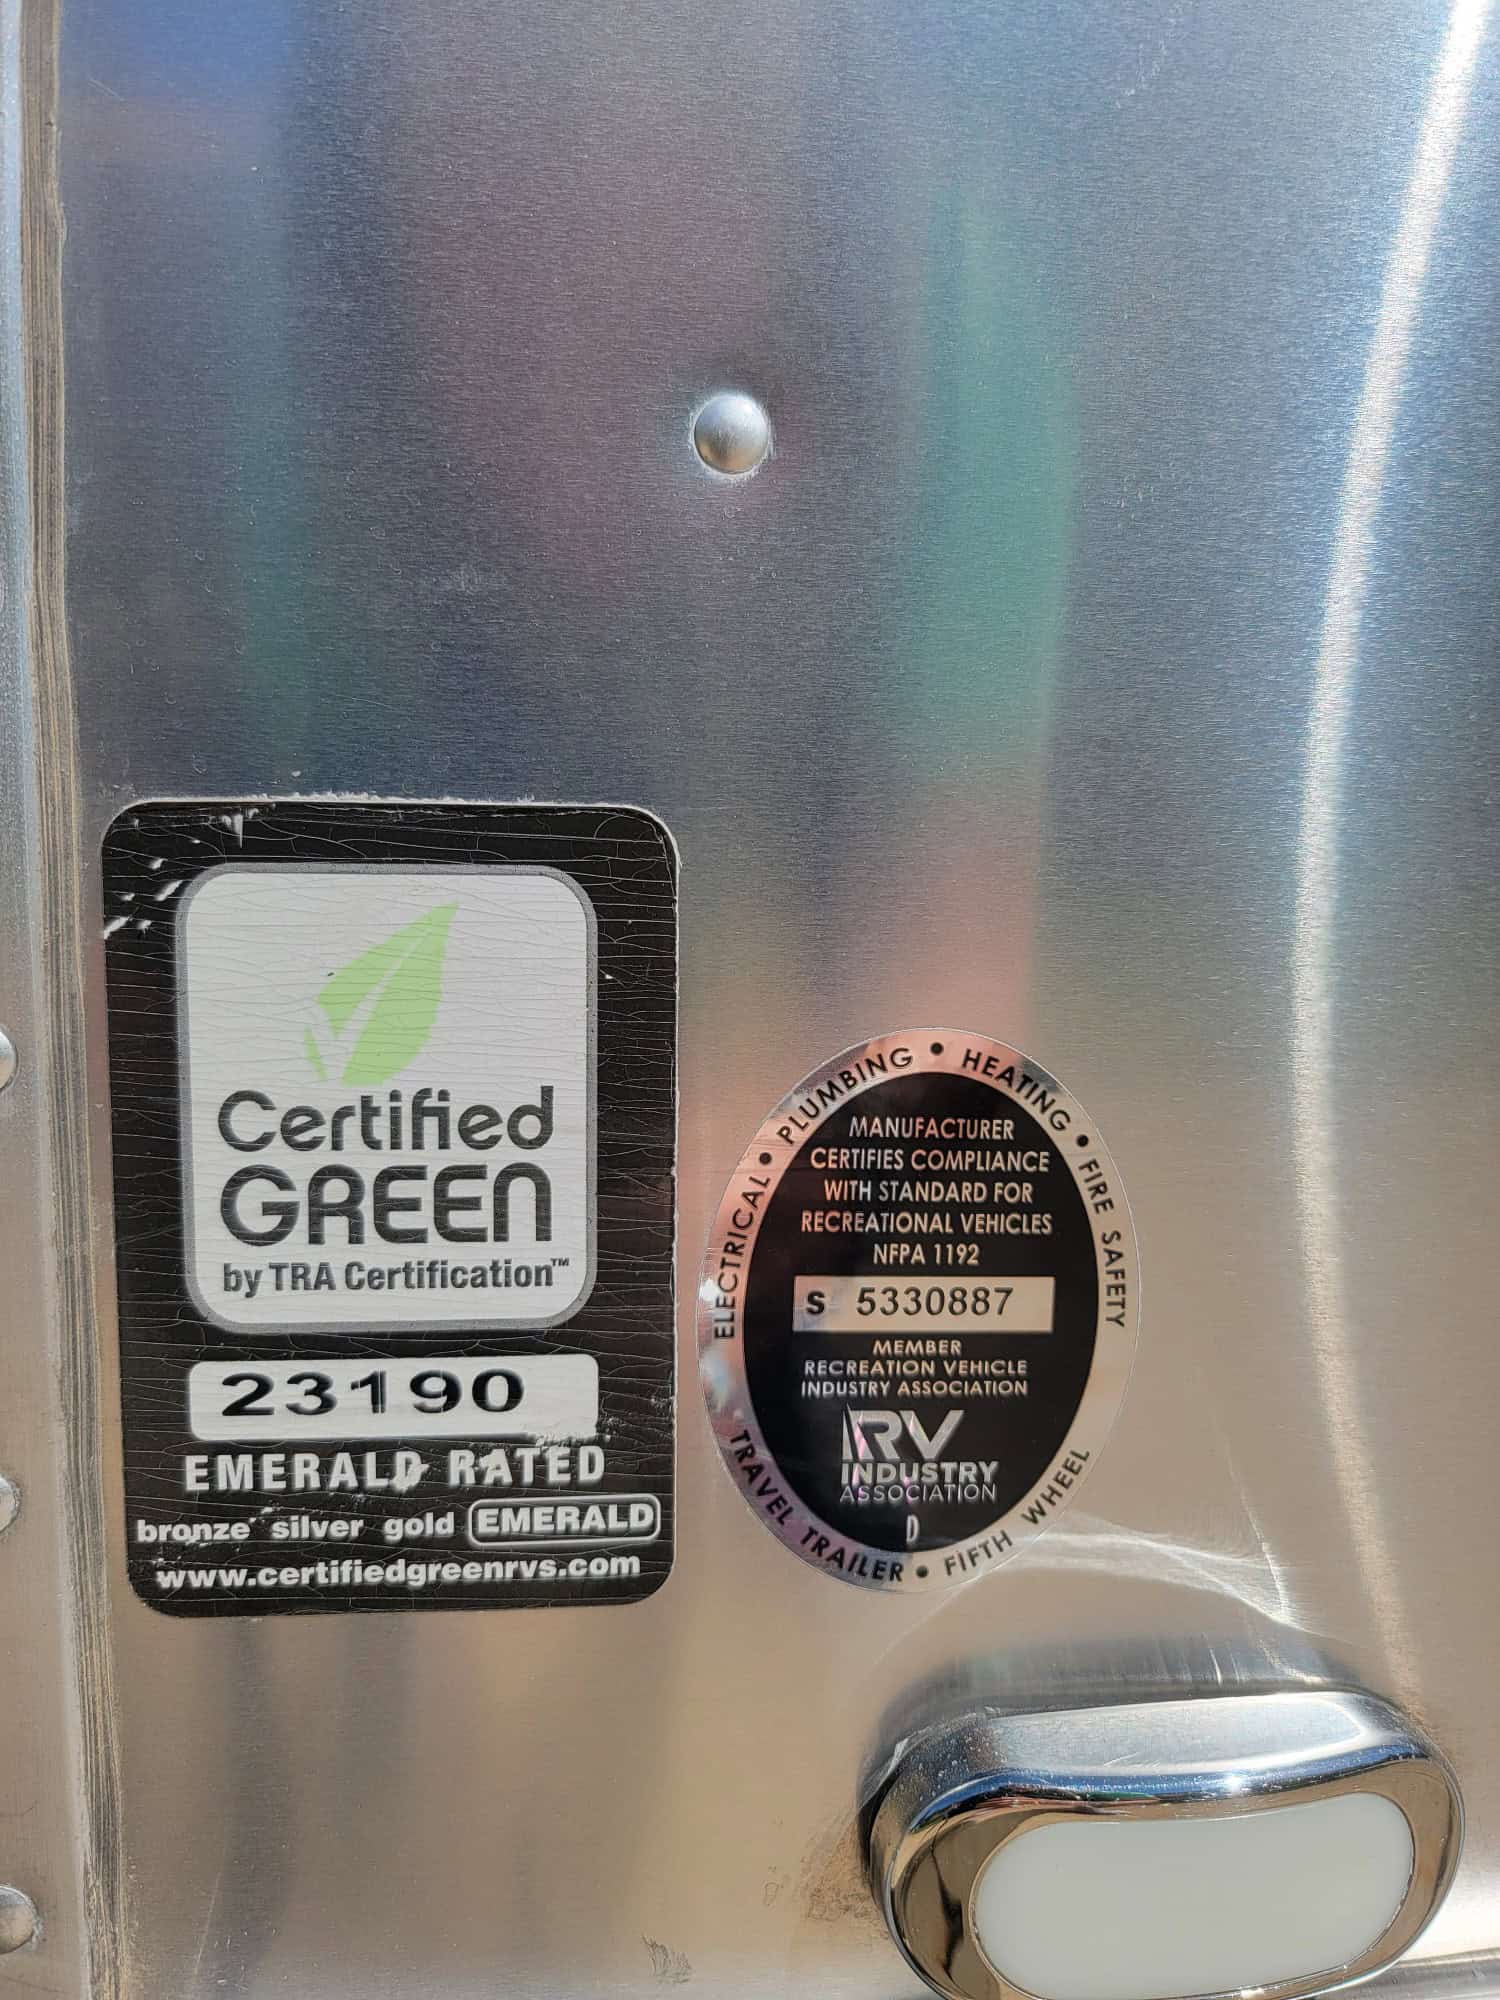 Certified
GREEN
by TRA Certification™
23190
EMERALD RATED
bronze silver gold EMERALD
www.certifiedgreenrvs.com
ELECTRICAL • PLUMBING • HEATING • FIRE SAFETY
MANUFACTURER
CERTIFIES COMPLIANCE
WITH STANDARD FOR
RECREATIONAL VEHICLES
NFPA 1192
S 5330887
MEMBER
RECREATION VEHICLE
INDUSTRY ASSOCIATION
RV
INDUSTRY
ASSOCIATION
D
TRAVEL TRAILER • FIFTH WHEEL